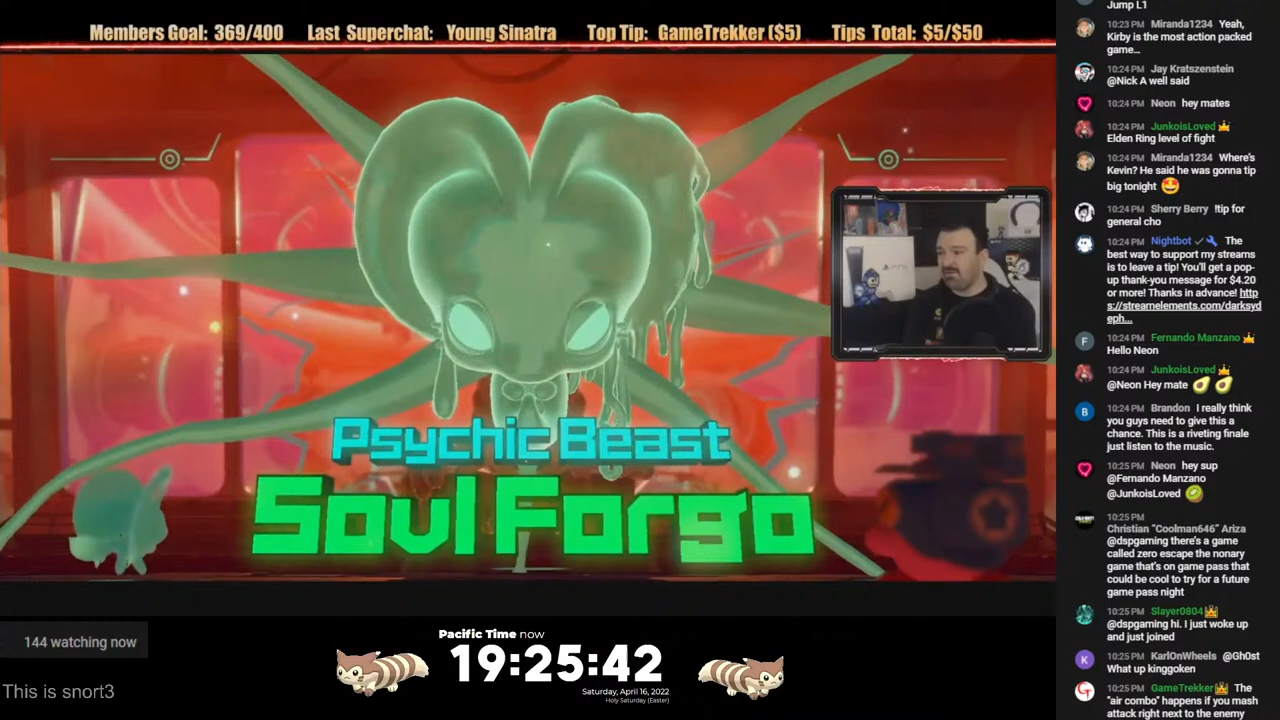 Members Goal: 369/400 Last Superchat: Young Sinatra Top Tip: GameTrekker ($5) Tips Total: $5/$50
Psychic Beast
Soul Forgo
144 watching now
This is snort3
Pacific Time now
19:25:42
Saturday, April 16, 2022
Holy Saturday (Easter)
Jump L1
10:23 PM Miranda1234 Yeah,
Kirby is the most action packed
game…
10:24 PM Jay Kratszenstein
@Nick A well said
10:24 PM Neon hey mates
10:24 PM JunkoisLoved
Elden Ring level of fight
10:24 PM Miranda1234 Where's
Kevin? He said he was gonna tip
big tonight
10:24 PM Sherry Berry !tip for
general cho
10:24 PM Nightbot The
best way to support my streams
is to leave a tip! You'll get a pop-
up thank-you message for $4.20
or more! Thanks in advance! http
s://streamelements.com/darksyd
eph…
10:24 PM Fernando Manzano
Hello Neon
10:24 PM JunkoisLoved
@Neon Hey mate
10:24 PM Brandon I really think
you guys need to give this a
chance. This is a riveting finale
just listen to the music.
10:25 PM Neon hey sup
@Fernando Manzano
@JunkoisLoved
10:25 PM
Christian "Coolman646" Ariza
@dspgaming there's a game
called zero escape the nonary
game that's on game pass that
could be cool to try for a future
game pass night
10:25 PM Slayer0804
@dspgaming hi. I just woke up
and just joined
10:25 PM KarlOnWheels @Gh0st
What up kinggoken
10:25 PM GameTrekker The
"air combo" happens if you mash
attack right next to the enemy